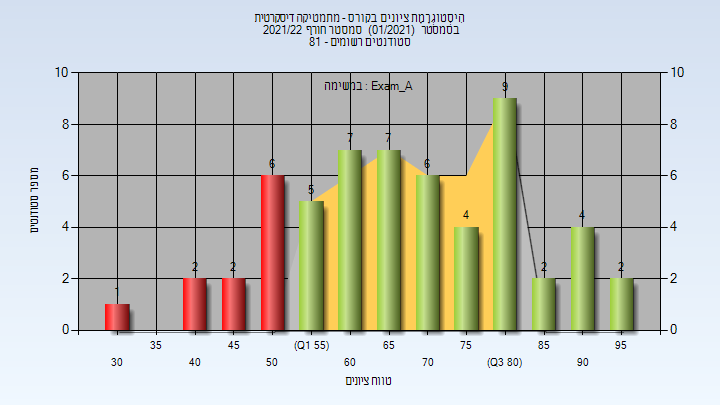 הִיסְטוֹגְרָמַת ציונים בקורס - מתמטיקה דיסקרטית
בסמסטר (01/2021) סמסטר חורף 2021/22
סטודנטים רשומים - 81
במשימה : Exam_A
מספר סטודנטים
10 10
8 8
6 6
4 4
2 2
0 0
1 2 2 6 5 7 7 6 4 9 2 4 2
35 45 (Q1 55) 65 75 85 95
30 40 50 60 70 (Q3 80) 90
טווח ציונים